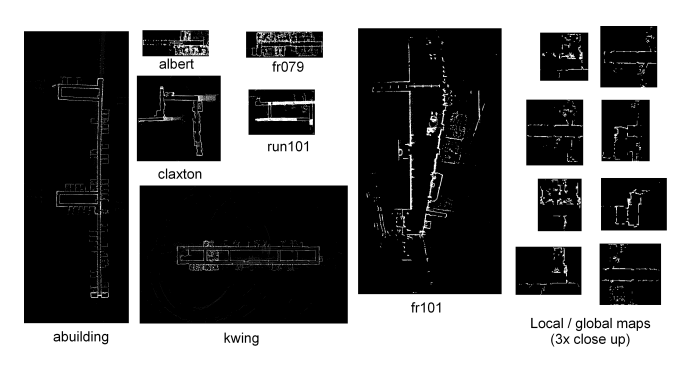 albert
fr079
claxton
run101
abuilding
kwing
fr101
Local / global maps
(3x close up)